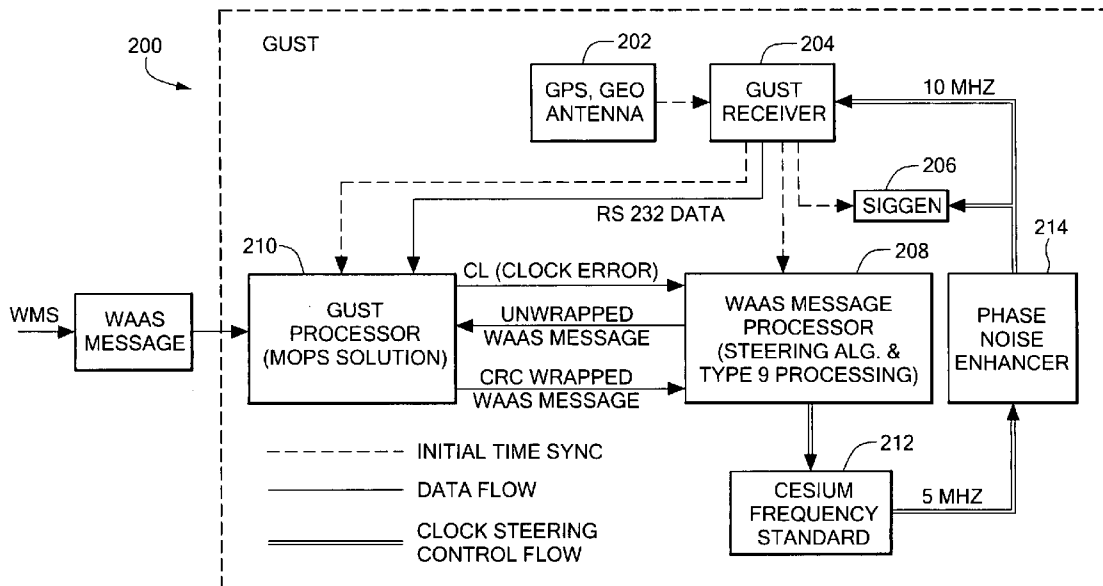 200
GUST
202
GPS, GEO
ANTENNA
204
GUST
RECEIVER
10 MHZ
206
SIGGEN
RS 232 DATA
210
GUST
PROCESSOR
(MOPS SOLUTION)
WMS
WAAS
MESSAGE
CL (CLOCK ERROR)
UNWRAPPED
WAAS MESSAGE
CRC WRAPPED
WAAS MESSAGE
208
WAAS MESSAGE
PROCESSOR
(STEERING ALG. &
TYPE 9 PROCESSING)
214
PHASE
NOISE
ENHANCER
212
CESIUM
FREQUENCY
STANDARD
5 MHZ
INITIAL TIME SYNC
DATA FLOW
CLOCK STEERING
CONTROL FLOW